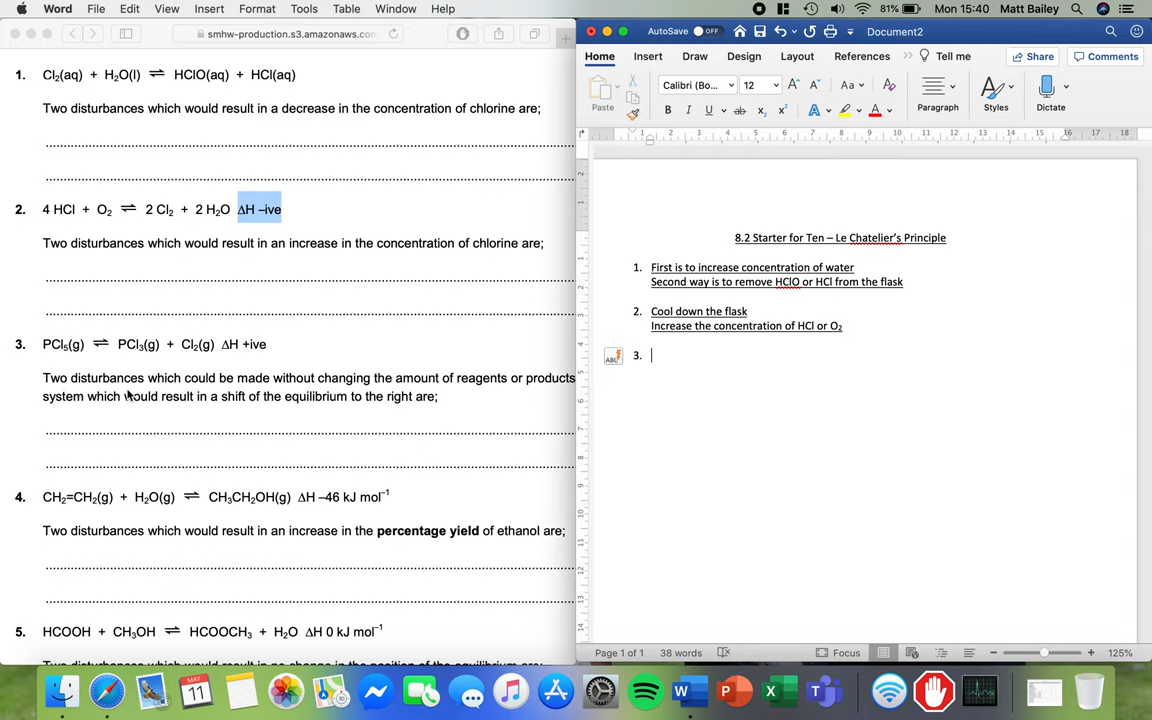 Word File Edit View Insert Format Tools Table Window Help 81% Mon 15:40 Matt Bailey
smhw-production.s3.amazonaws.com
AutoSave OFF Document2
Home Insert Draw Design Layout References Tell me Share Comments
Paste Calibri (Bo... 12 Paragraph Styles Dictate
1. Cl₂(aq) + H₂O(l) ⇌ HClO(aq) + HCl(aq)
Two disturbances which would result in a decrease in the concentration of chlorine are;
2. 4 HCl + O₂ ⇌ 2 Cl₂ + 2 H₂O ΔH –ive
Two disturbances which would result in an increase in the concentration of chlorine are;
3. PCl₅(g) ⇌ PCl₃(g) + Cl₂(g) ΔH +ive
Two disturbances which could be made without changing the amount of reagents or products
system which would result in a shift of the equilibrium to the right are;
4. CH₂=CH₂(g) + H₂O(g) ⇌ CH₃CH₂OH(g) ΔH –46 kJ mol⁻¹
Two disturbances which would result in an increase in the percentage yield of ethanol are;
5. HCOOH + CH₃OH ⇌ HCOOCH₃ + H₂O ΔH 0 kJ mol⁻¹
8.2 Starter for Ten – Le Chatelier's Principle
1. First is to increase concentration of water
Second way is to remove HClO or HCl from the flask
2. Cool down the flask
Increase the concentration of HCl or O₂
3.
Page 1 of 1 38 words Focus 125%